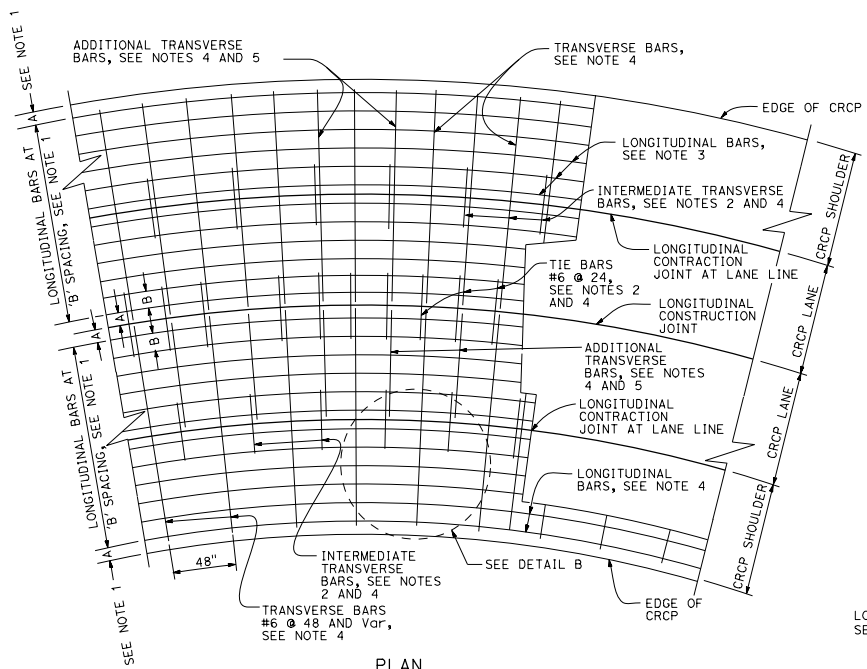 SEE NOTE 1
A
LONGITUDINAL BARS AT
'B' SPACING, SEE NOTE 1
ADDITIONAL TRANSVERSE
BARS, SEE NOTES 4 AND 5
TRANSVERSE BARS,
SEE NOTE 4
EDGE OF CRCP
LONGITUDINAL BARS,
SEE NOTE 3
INTERMEDIATE TRANSVERSE
BARS, SEE NOTES 2 AND 4
CRCP SHOULDER
LONGITUDINAL
CONTRACTION
JOINT AT LANE LINE
TIE BARS
#6 @ 24,
SEE NOTES 2
AND 4
LONGITUDINAL
CONSTRUCTION
JOINT
CRCP LANE
B
A
B
A
LONGITUDINAL BARS AT
'B' SPACING, SEE NOTE 1
ADDITIONAL
TRANSVERSE
BARS, SEE NOTES
4 AND 5
LONGITUDINAL
CONTRACTION
JOINT AT LANE LINE
CRCP LANE
LONGITUDINAL
BARS, SEE NOTE 4
CRCP SHOULDER
A
SEE NOTE 1
48"
INTERMEDIATE
TRANSVERSE
BARS, SEE NOTES
2 AND 4
SEE DETAIL B
TRANSVERSE BARS
#6 @ 48 AND Var,
SEE NOTE 4
EDGE OF
CRCP
LO
SE
PLAN